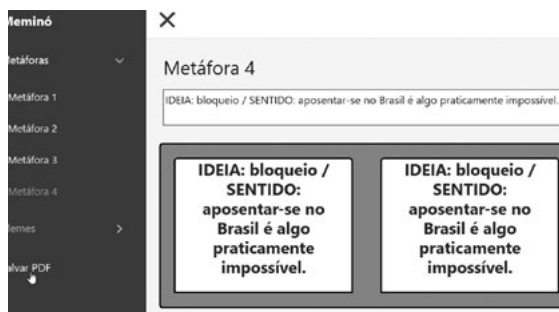 Meminó
Metáforas
Metáfora 1
Metáfora 2
Metáfora 3
Metáfora 4
Memes
Salvar PDF
Metáfora 4
IDEIA: bloqueio / SENTIDO: aposentar-se no Brasil é algo praticamente impossível.
IDEIA: bloqueio /
SENTIDO:
aposentar-se no
Brasil é algo
praticamente
impossível.
IDEIA: bloqueio /
SENTIDO:
aposentar-se no
Brasil é algo
praticamente
impossível.